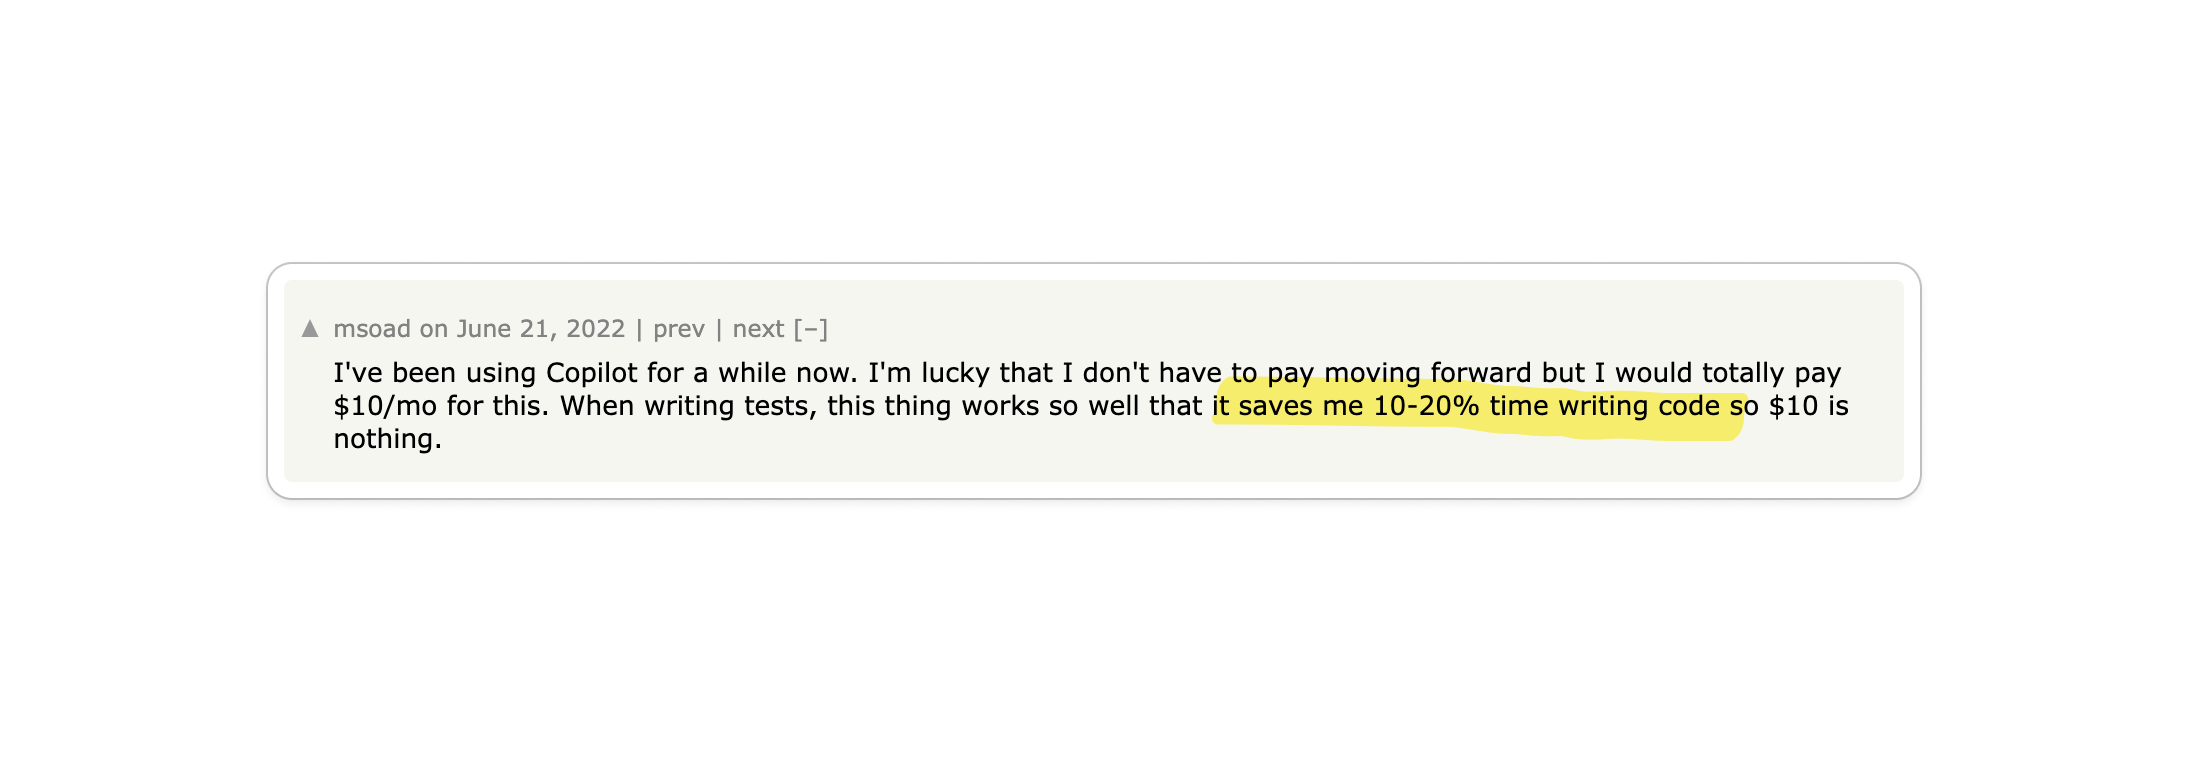 ▲ msoad on June 21, 2022 | prev | next [–]
I've been using Copilot for a while now. I'm lucky that I don't have to pay moving forward but I would totally pay
$10/mo for this. When writing tests, this thing works so well that it saves me 10-20% time writing code so $10 is
nothing.